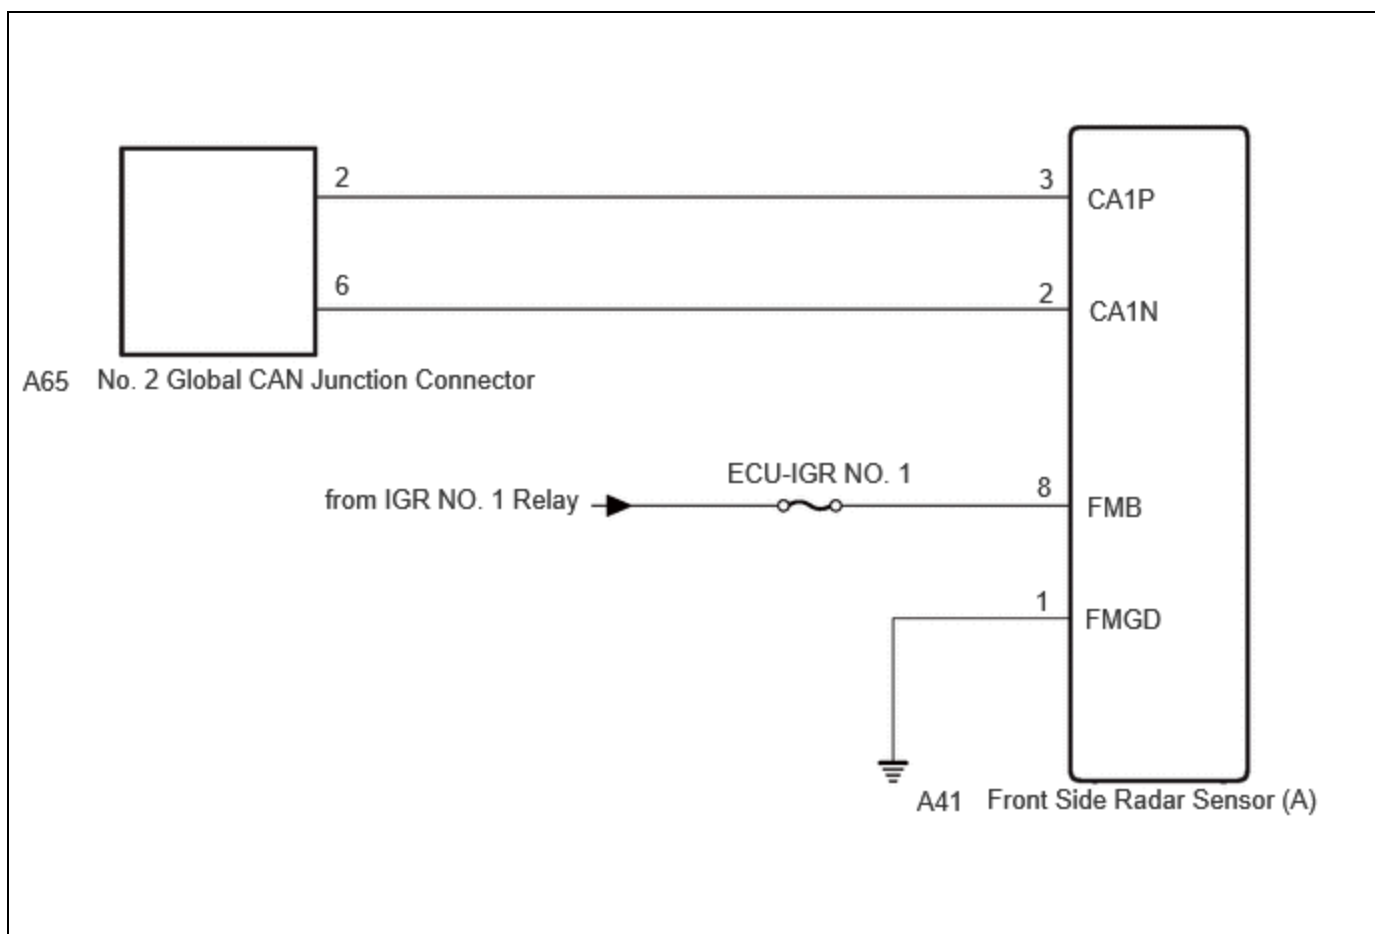 2
3
CA1P
6
2
CA1N
A65 No. 2 Global CAN Junction Connector
ECU-IGR NO. 1
from IGR NO. 1 Relay
8
FMB
1
FMGD
A41 Front Side Radar Sensor (A)